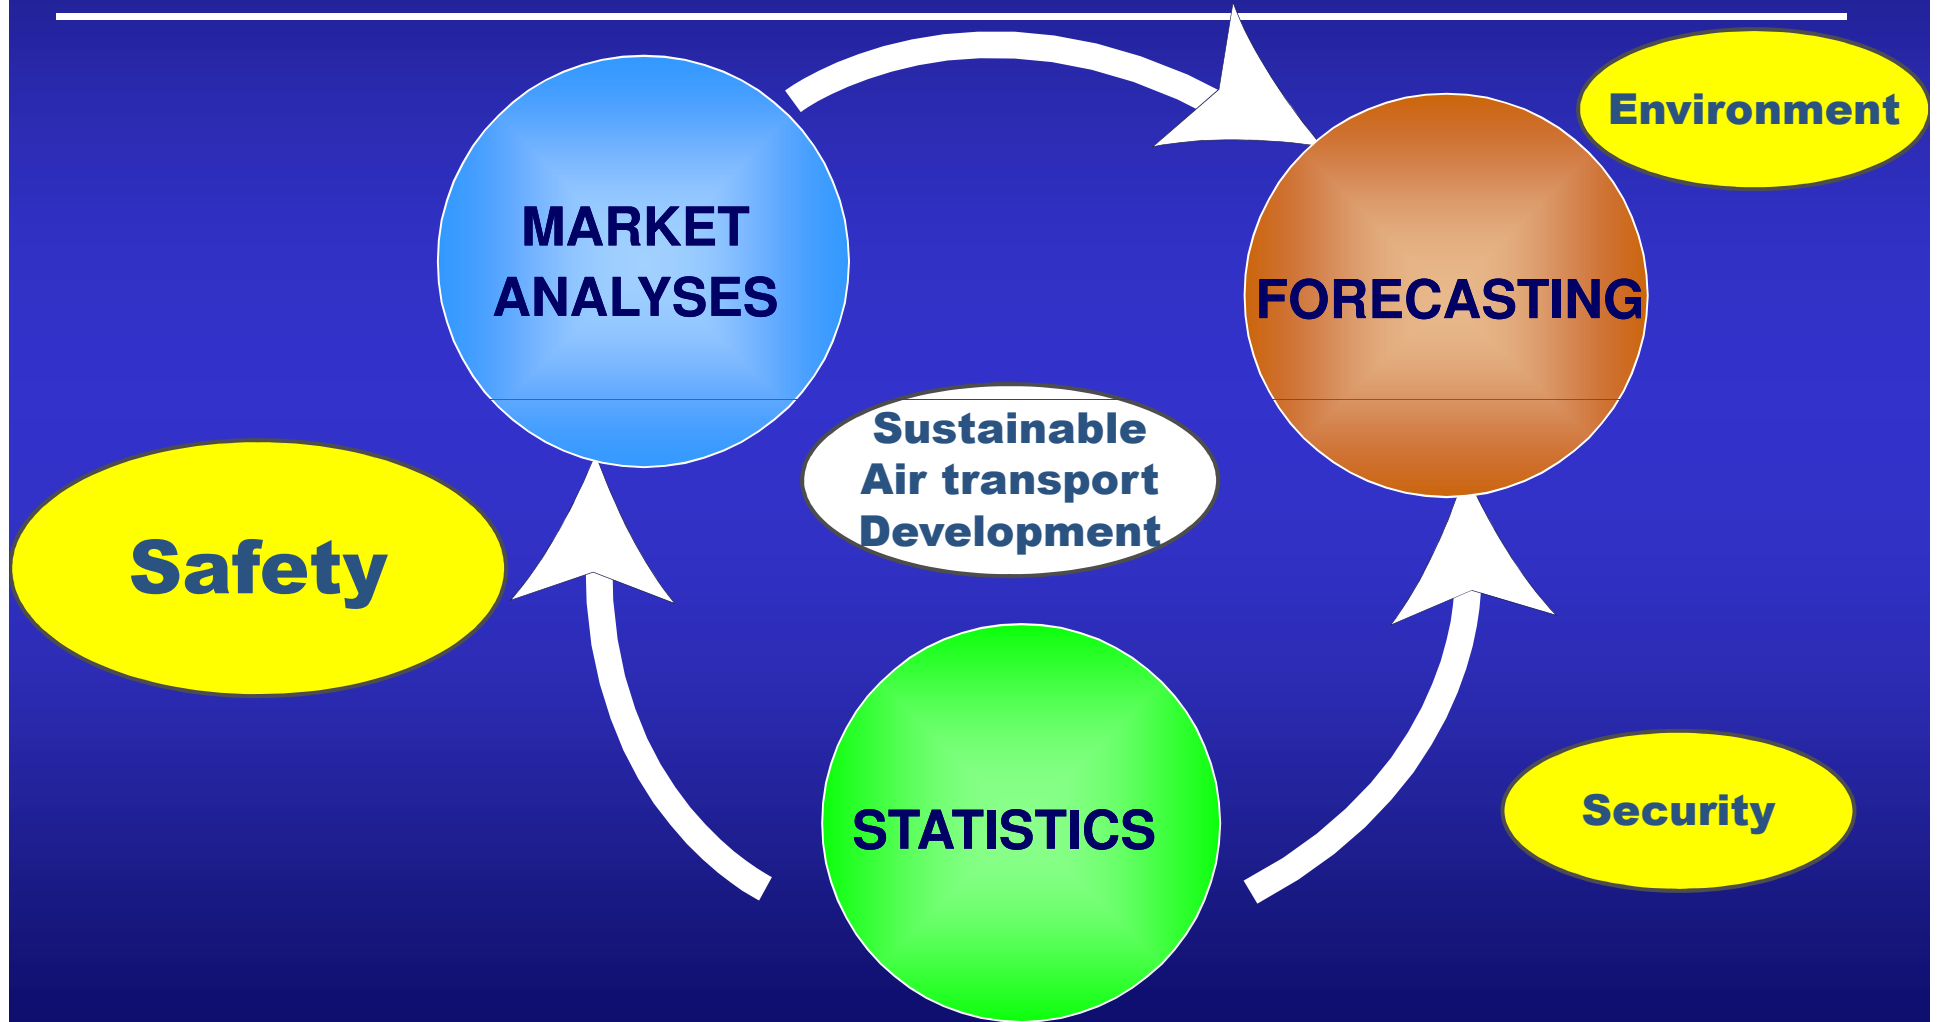 Environment
MARKET
ANALYSES
FORECASTING
Sustainable
Air transport
Development
Safety
STATISTICS
Security